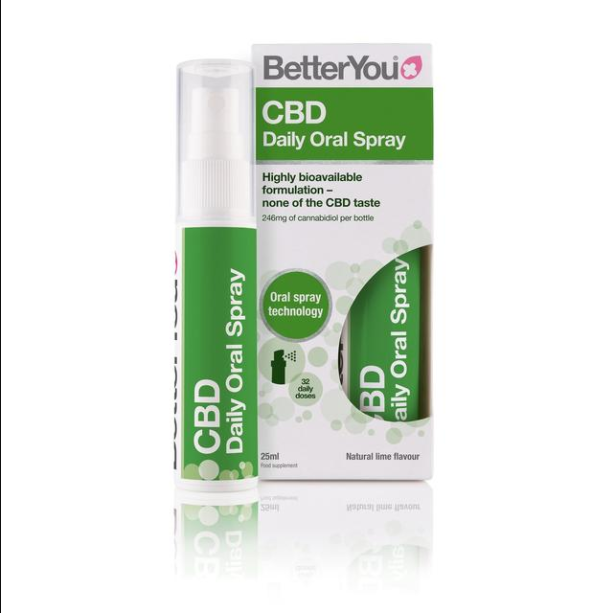 BetterYou
CBD
Daily Oral Spray
Highly bioavailable
formulation –
none of the CBD taste
246mg of cannabidiol per bottle
Oral spray
technology
32
daily
doses
25ml
Food supplement
Natural lime flavour
CBD
Daily Oral Spray
BetterYou
BD
aily Oral Spray